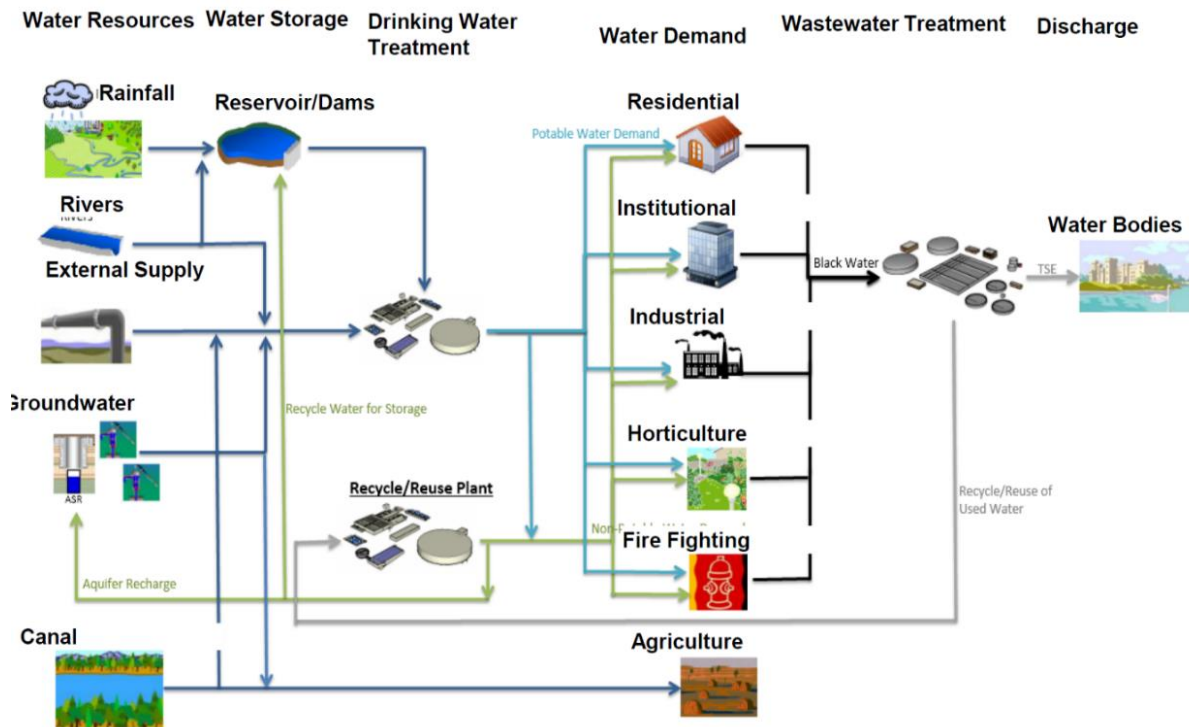 Water Resources
Water Storage
Drinking Water
Treatment
Water Demand
Wastewater Treatment
Discharge
Rainfall
Reservoir/Dams
Residential
Potable Water Demand
Rivers
Institutional
Water Bodies
External Supply
Black Water
TSE
Industrial
Groundwater
Recycle Water for Storage
Horticulture
ASR
Recycle/Reuse Plant
Recycle/Reuse of
Used Water
Fire Fighting
Aquifer Recharge
Canal
Agriculture